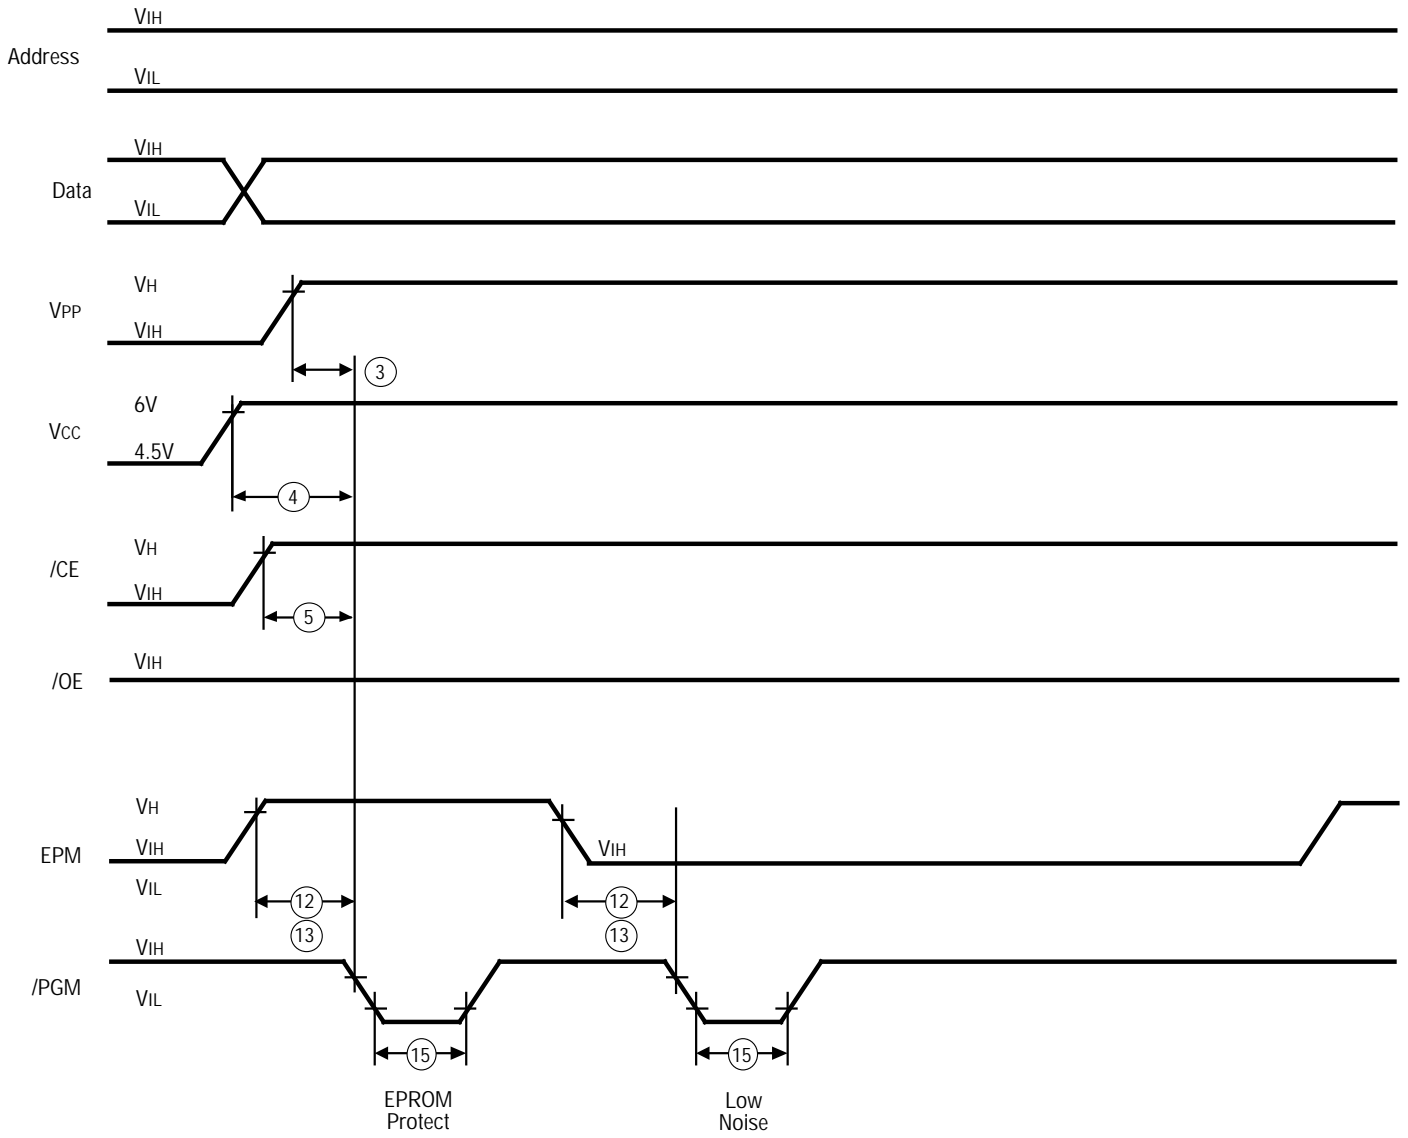 VIH
Address
VIL
VIH
Data
VIL
VH
VPP
VIH
3
6V
VCC
4.5V
4
VH
/CE
VIH
5
VIH
/OE
VH
EPM
VIH
VIH
VIL
12
12
13
13
VIH
/PGM
VIL
15
15
EPROM
Protect
Low
Noise